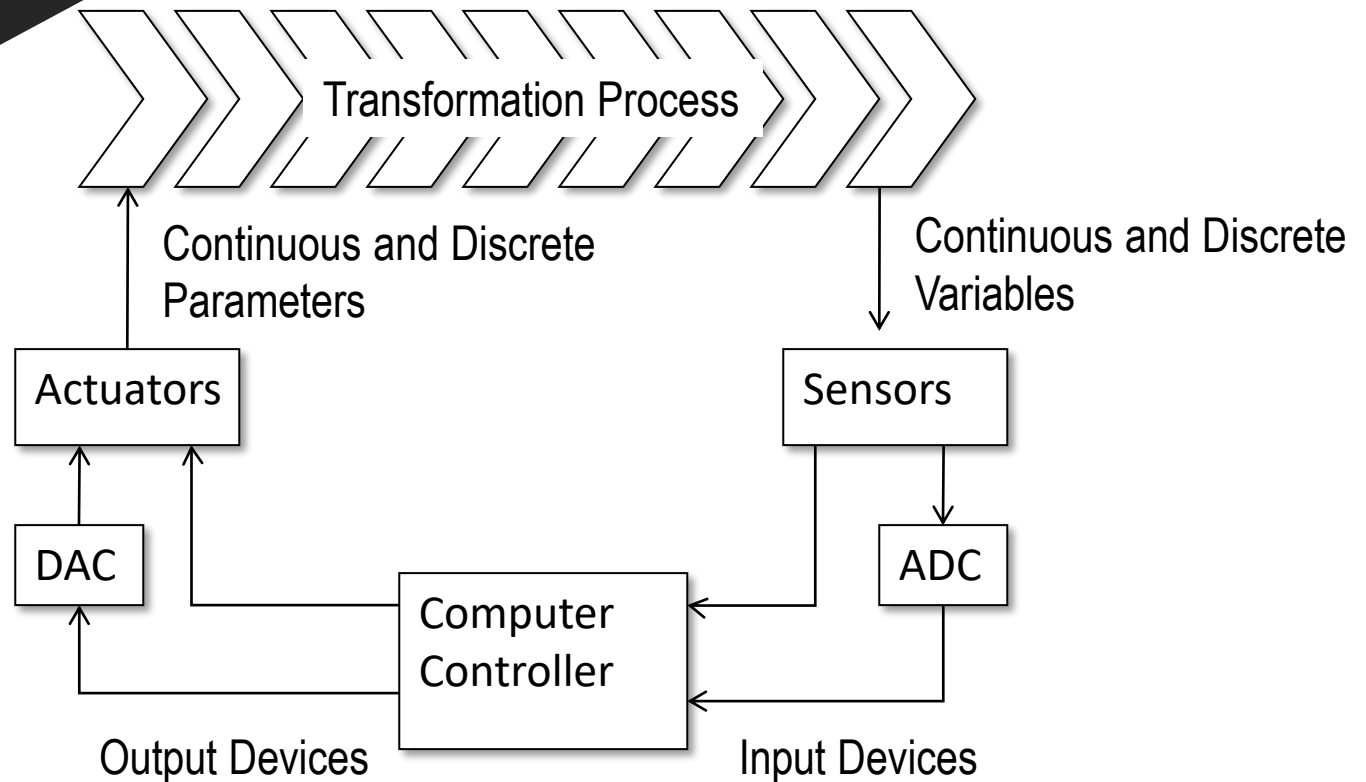 Transformation Process
Continuous and Discrete
Parameters
Continuous and Discrete
Variables
Actuators
Sensors
DAC
ADC
Computer
Controller
Output Devices
Input Devices